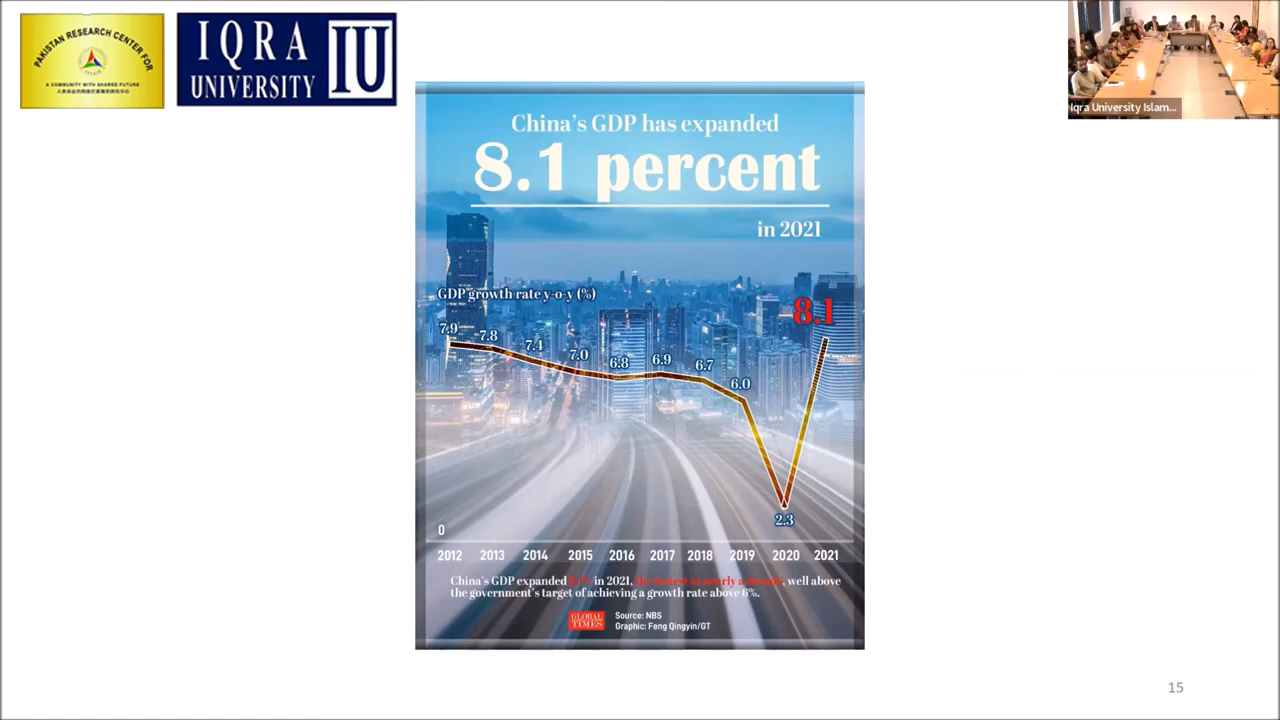 PAKISTAN RESEARCH CENTER FOR
A COMMUNITY WITH SHARED FUTURE
IQRA
UNIVERSITY
IU
Iqra University Islam...
China's GDP has expanded
8.1 percent
in 2021
GDP growth rate y-o-y (%)
8.1
7.9
7.8
7.4
7.0
6.8
6.9
6.7
6.0
2.3
0
2012 2013 2014 2015 2016 2017 2018 2019 2020 2021
China's GDP expanded 8.1% in 2021, the fastest in nearly a decade, well above
the government's target of achieving a growth rate above 6%.
GLOBAL
TIMES
Source: NBS
Graphic: Feng Qingyin/GT
15